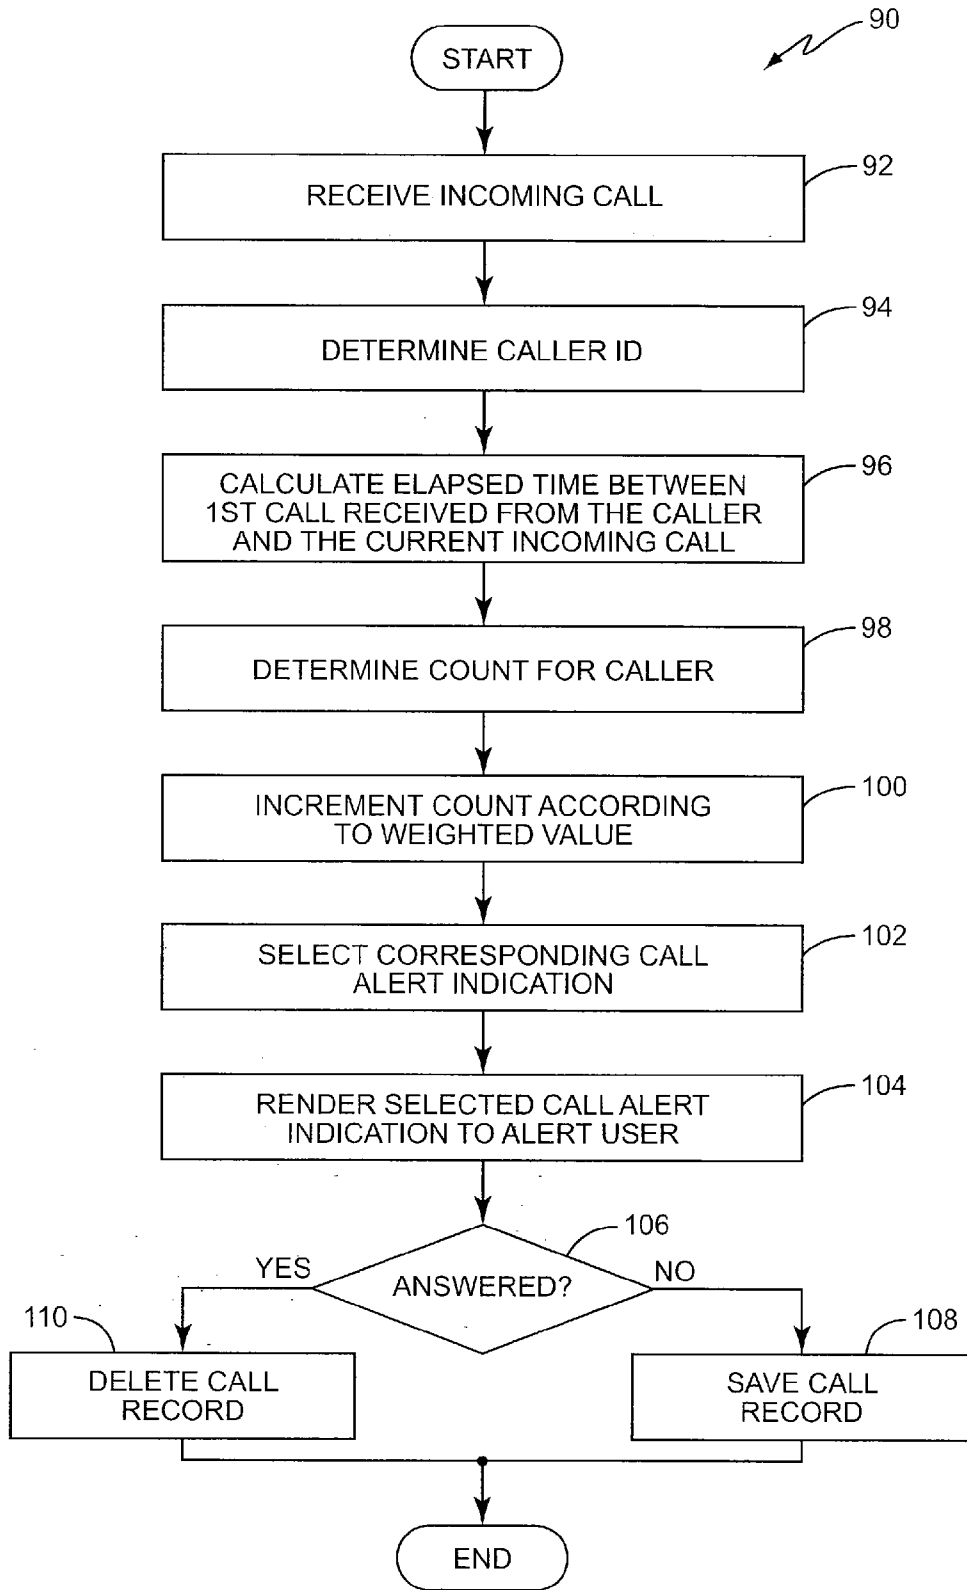 90
START
92
RECEIVE INCOMING CALL
94
DETERMINE CALLER ID
96
CALCULATE ELAPSED TIME BETWEEN
1ST CALL RECEIVED FROM THE CALLER
AND THE CURRENT INCOMING CALL
98
DETERMINE COUNT FOR CALLER
100
INCREMENT COUNT ACCORDING
TO WEIGHTED VALUE
102
SELECT CORRESPONDING CALL
ALERT INDICATION
104
RENDER SELECTED CALL ALERT
INDICATION TO ALERT USER
106
YES
ANSWERED?
NO
110
DELETE CALL
RECORD
108
SAVE CALL
RECORD
END